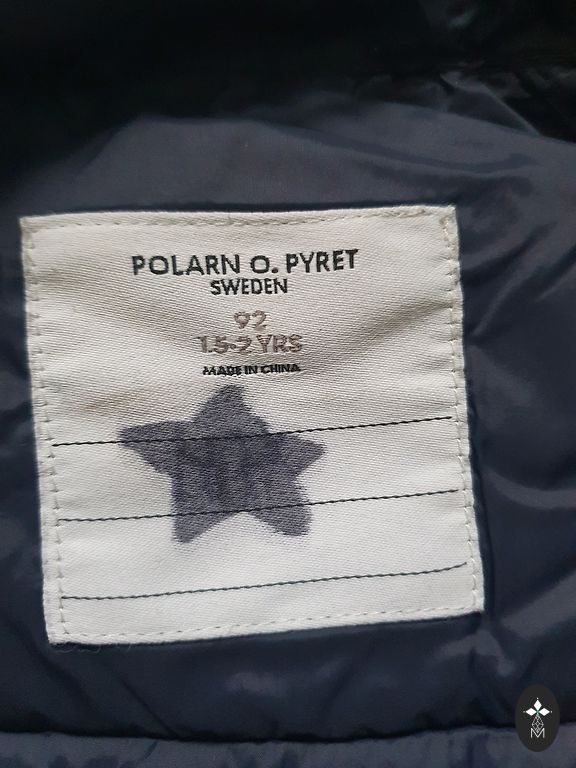 POLARN O. PYRET
SWEDEN
92
1.5-2 YRS
MADE IN CHINA
M